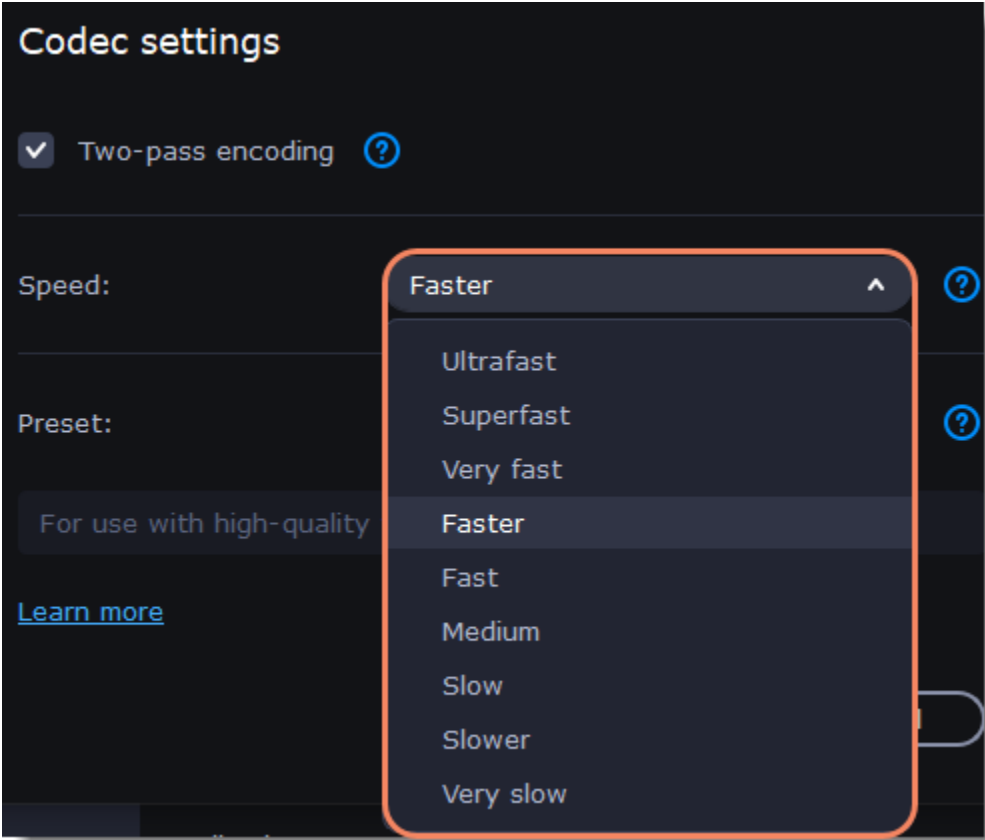 Codec settings
Two-pass encoding ?
Speed: Faster ?
Ultrafast
Superfast
Preset: ?
Very fast
For use with high-quality
Faster
Fast
Learn more
Medium
Slow
Slower
Very slow